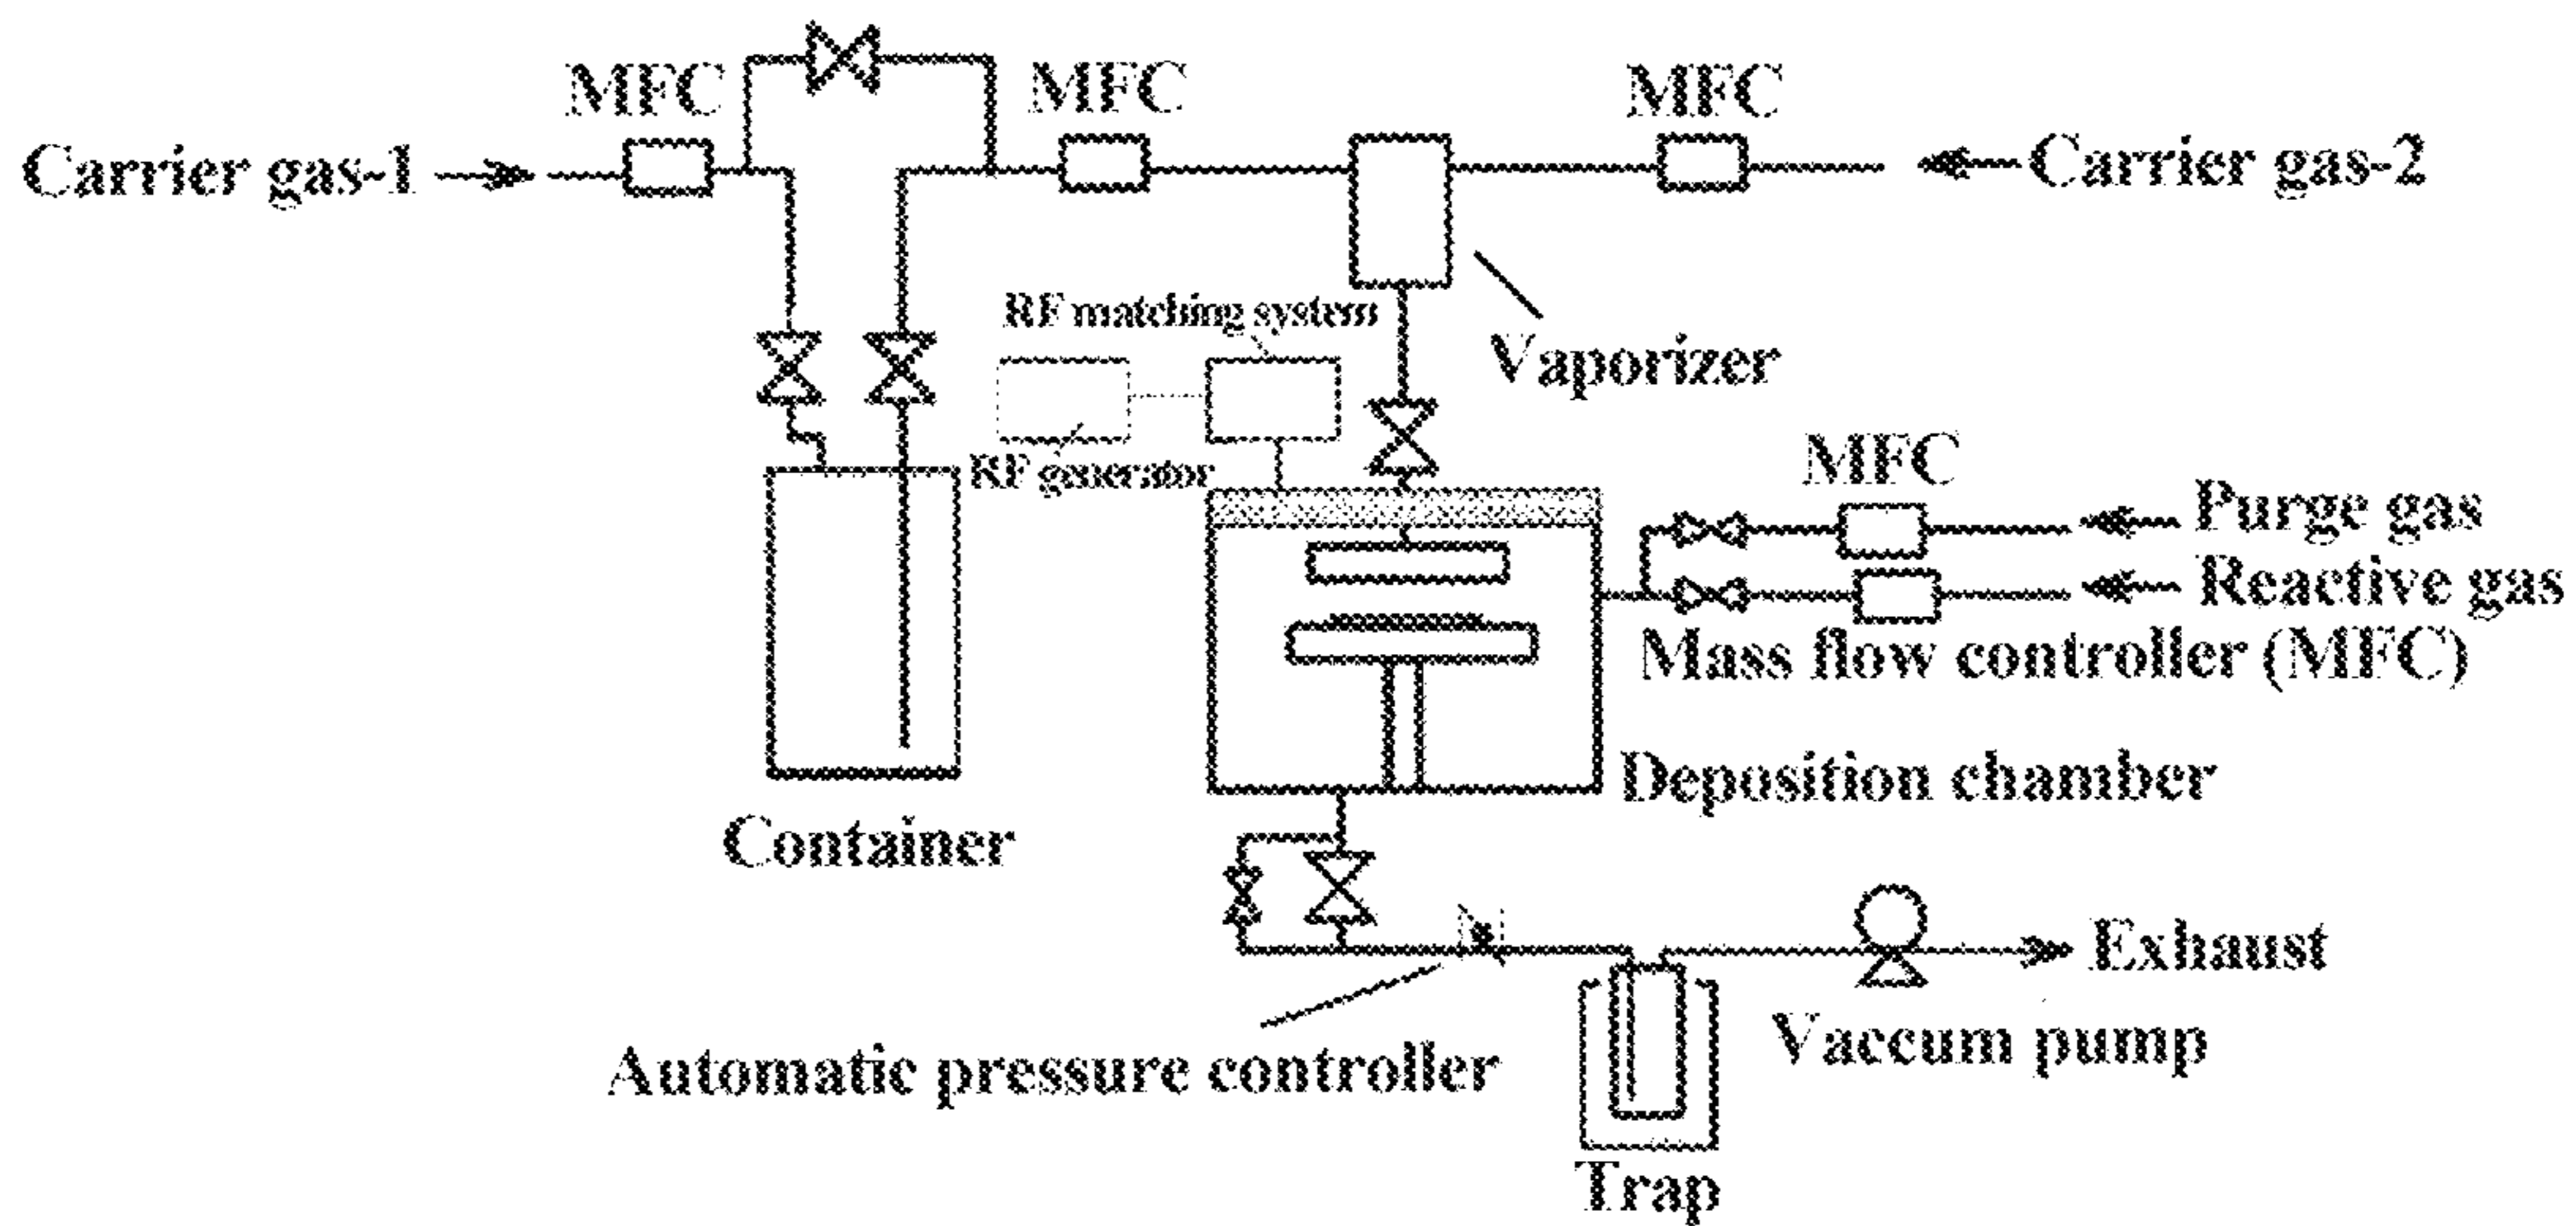 MFC
MFC
MFC
Carrier gas-1
Carrier gas-2
RF matching system
Vaporizer
RF generator
MFC
Purge gas
Reactive gas
Mass flow controller (MFC)
Deposition chamber
Container
Exhaust
Automatic pressure controller
Vaccum pump
Trap